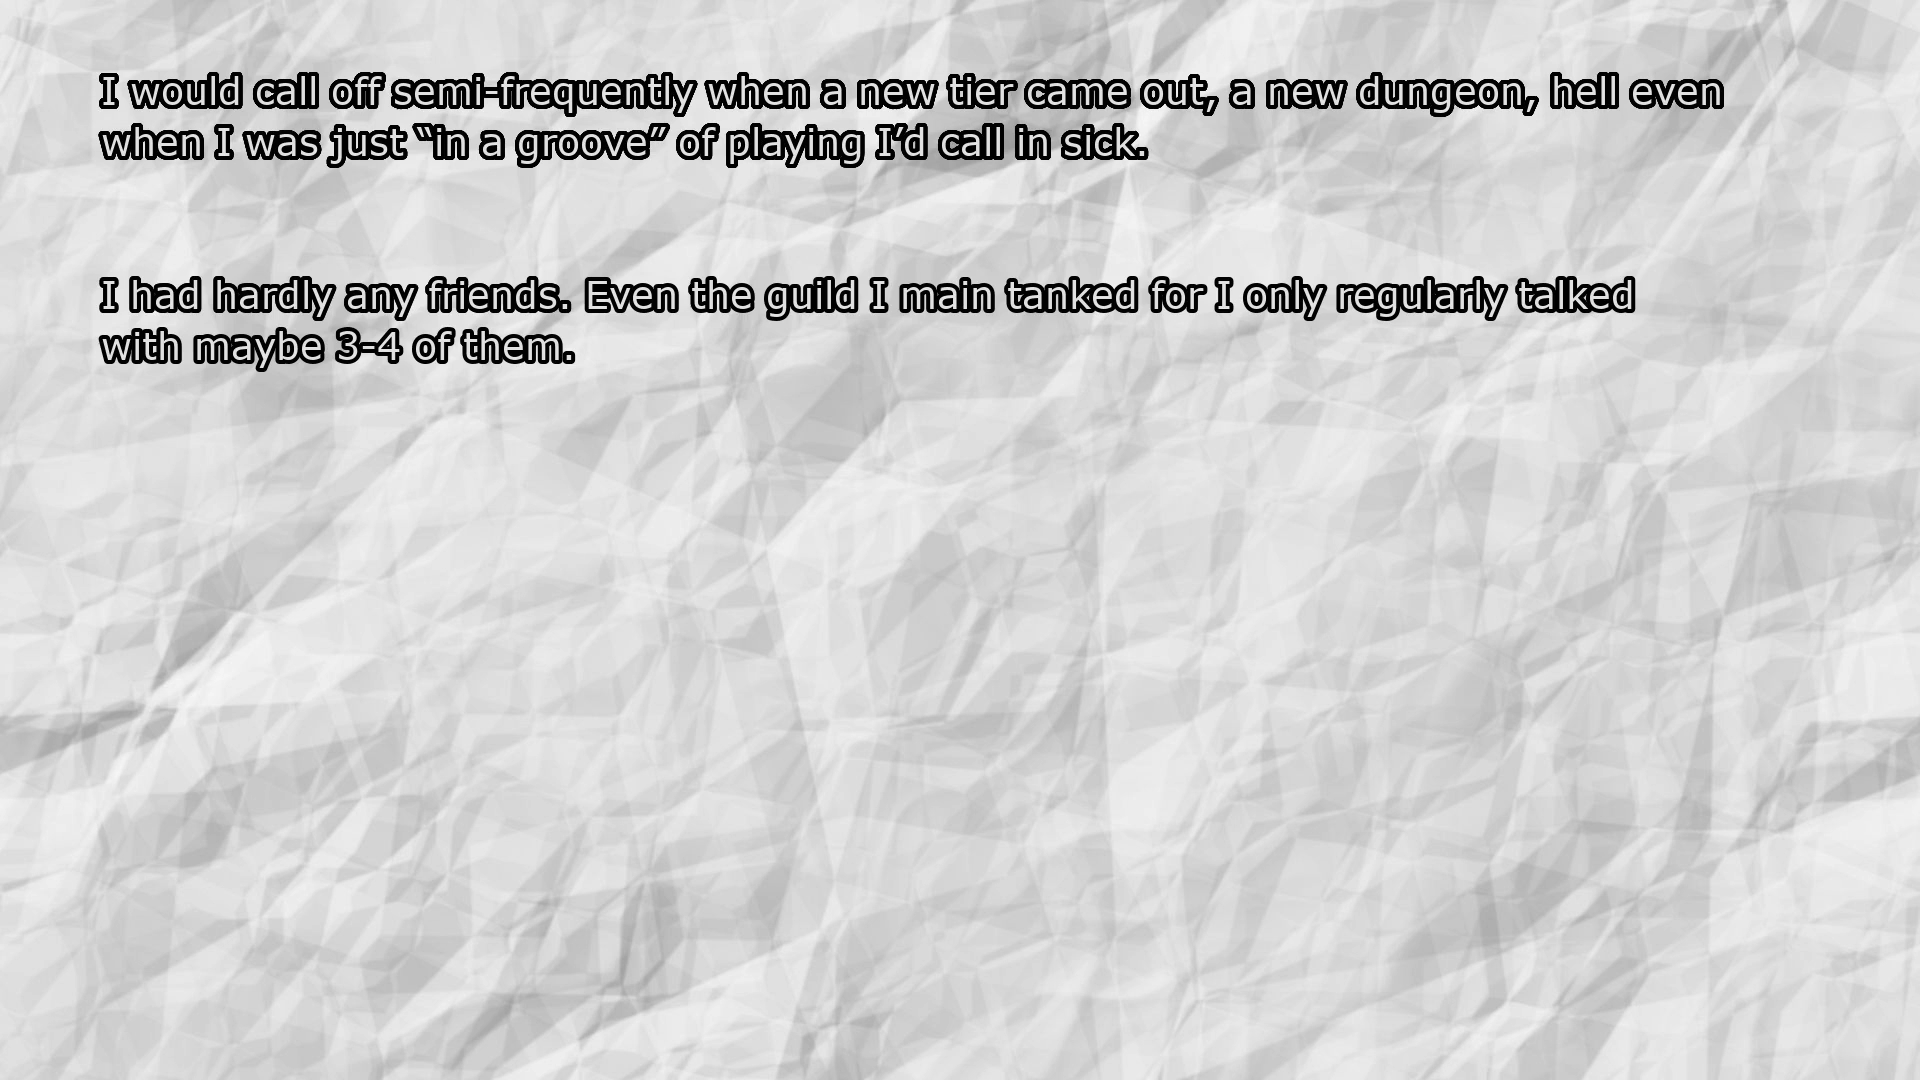 I would call off semi-frequently when a new tier came out, a new dungeon, hell even
when I was just “in a groove” of playing I’d call in sick.
I had hardly any friends. Even the guild I main tanked for I only regularly talked
with maybe 3-4 of them.